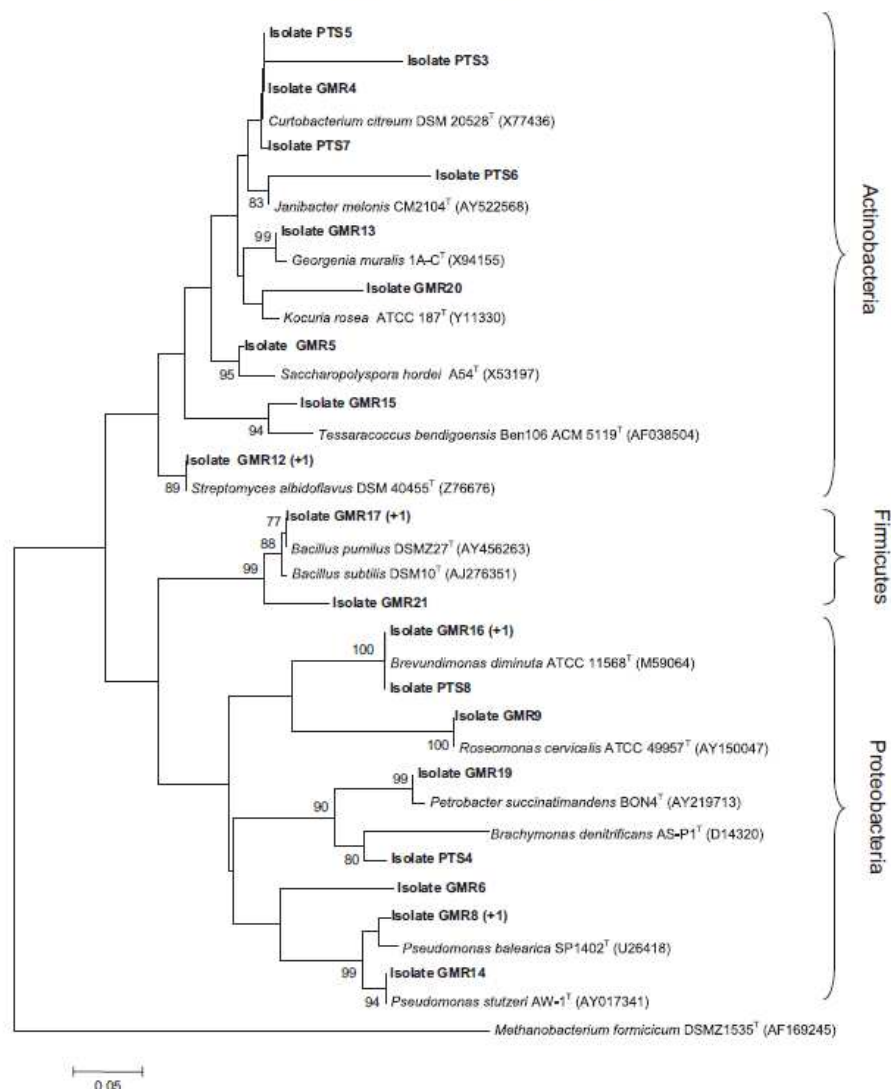 Isolate PTS5
Isolate PTS3
Isolate GMR4
Curtobacterium citreum DSM 20528T (X77436)
Isolate PTS7
Isolate PTS6
83
Janibacter melonis CM2104T (AY522568)
Isolate GMR13
99
Georgenia muralis 1A-CT (X94155)
Isolate GMR20
Kocuria rosea ATCC 187T (Y11330)
Isolate GMR5
95
Saccharopolyspora hordei A54T (X53197)
Isolate GMR15
94
Tessaracoccus bendigoensis Ben106 ACM 5119T (AF038504)
Isolate GMR12 (+1)
89
Streptomyces albidoflavus DSM 40455T (Z76676)
Actinobacteria
77
Isolate GMR17 (+1)
88
Bacillus pumilus DSMZ27T (AY456263)
99
Bacillus subtilis DSM10T (AJ276351)
Isolate GMR21
Firmicutes
Isolate GMR16 (+1)
100
Brevundimonas diminuta ATCC 11568T (M59064)
Isolate PTS8
Isolate GMR9
100
Roseomonas cervicalis ATCC 49957T (AY150047)
Isolate GMR19
99
90
Petrobacter succinatimandens BON4T (AY219713)
Brachymonas denitrificans AS-P1T (D14320)
80
Isolate PTS4
Isolate GMR6
Isolate GMR8 (+1)
Pseudomonas balearica SP1402T (U26418)
99
Isolate GMR14
94
Pseudomonas stutzeri AW-1T (AY017341)
Proteobacteria
Methanobacterium formicicum DSMZ1535T (AF169245)
0.05